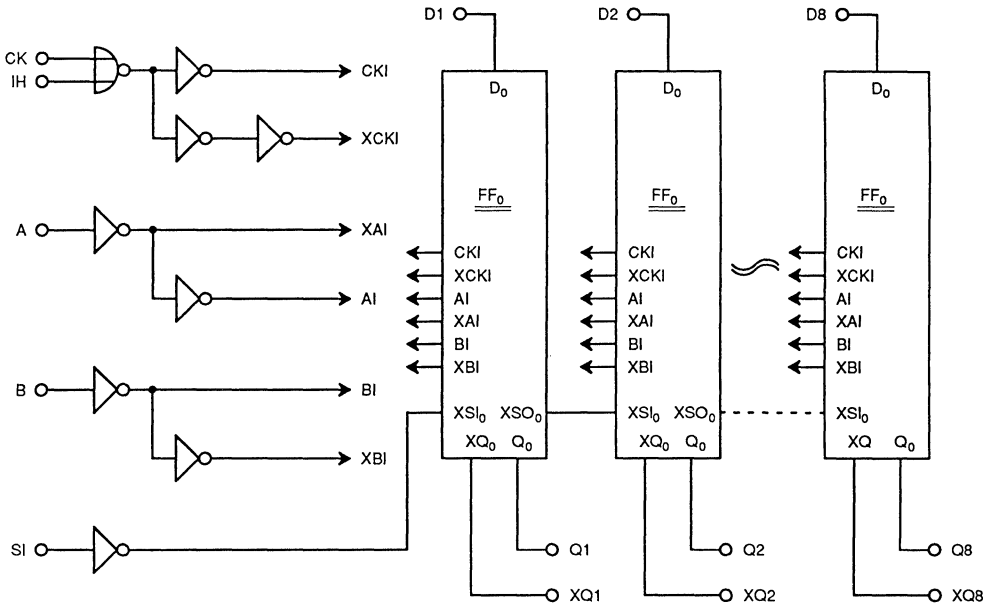 D1
D2
D8
CK
IH
CKI
XCKI
A
XAI
AI
B
BI
XBI
SI
D0
FF0
CKI
XCKI
AI
XAI
BI
XBI
XSI0 XSO0
XQ0 Q0
Q1
XQ1
D0
FF0
CKI
XCKI
AI
XAI
BI
XBI
XSI0 XSO0
XQ0 Q0
Q2
XQ2
D0
FF0
CKI
XCKI
AI
XAI
BI
XBI
XSI0
XQ Q0
Q8
XQ8